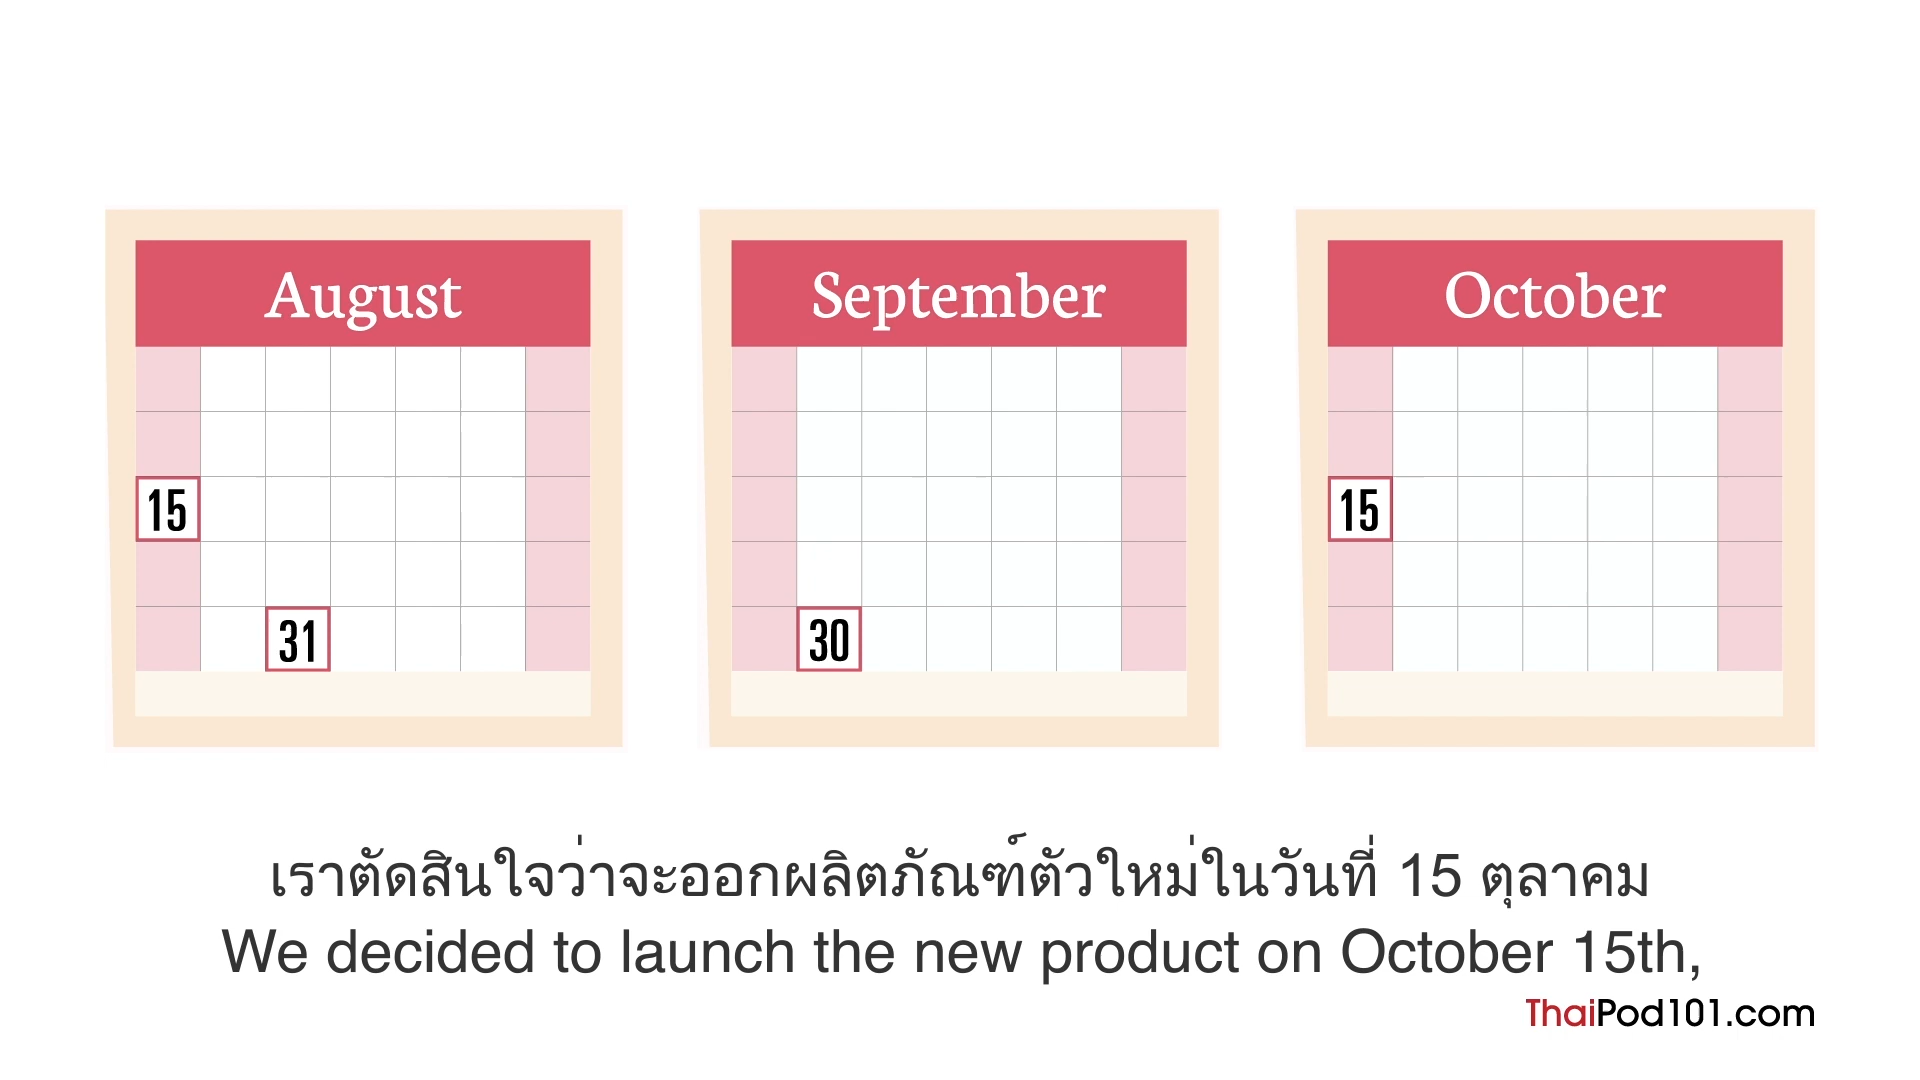 August
September
October
15
15
31
30
เราตัดสินใจว่าจะออกผลิตภัณฑ์ตัวใหม่ในวันที่ 15 ตุลาคม
We decided to launch the new product on October 15th,
ThaiPod101.com